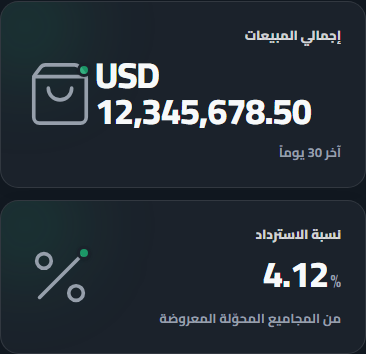 إجمالي المبيعات
USD
12,345,678.50
آخر 30 يوماً
نسبة الاسترداد
4.12%
من المجاميع المحوّلة المعروضة